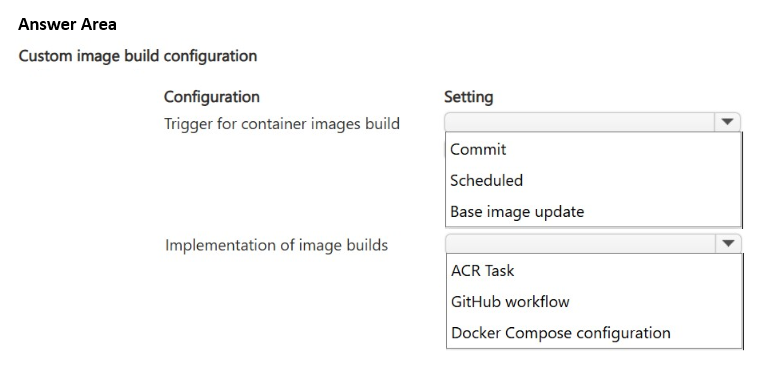 Answer Area
Custom image build configuration
Configuration Setting
Trigger for container images build
Commit
Scheduled
Base image update
Implementation of image builds
ACR Task
GitHub workflow
Docker Compose configuration